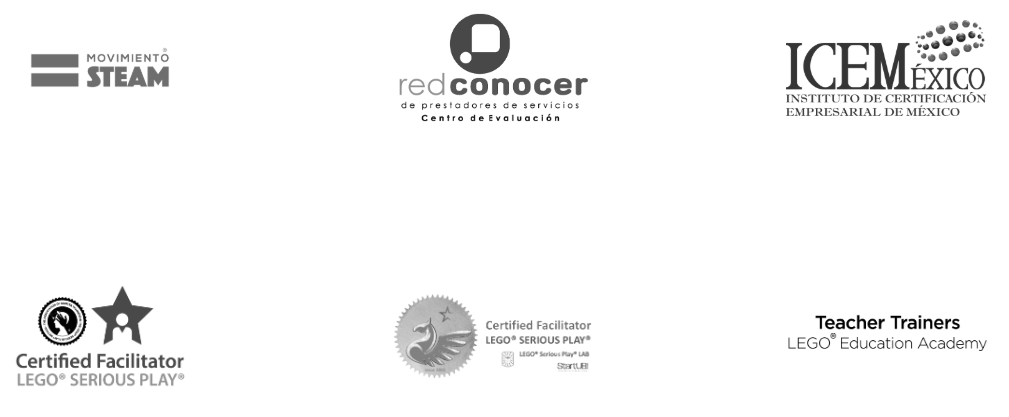 MOVIMIENTO®
STEAM
redconocer
de prestadores de servicios
Centro de Evaluación
ICEMÉXICO
INSTITUTO DE CERTIFICACIÓN
EMPRESARIAL DE MÉXICO
Certified Facilitator
LEGO® SERIOUS PLAY®
Certified Facilitator
LEGO® SERIOUS PLAY®
LEGO® Serious Play® LAB
StartUB!
Teacher Trainers
LEGO® Education Academy